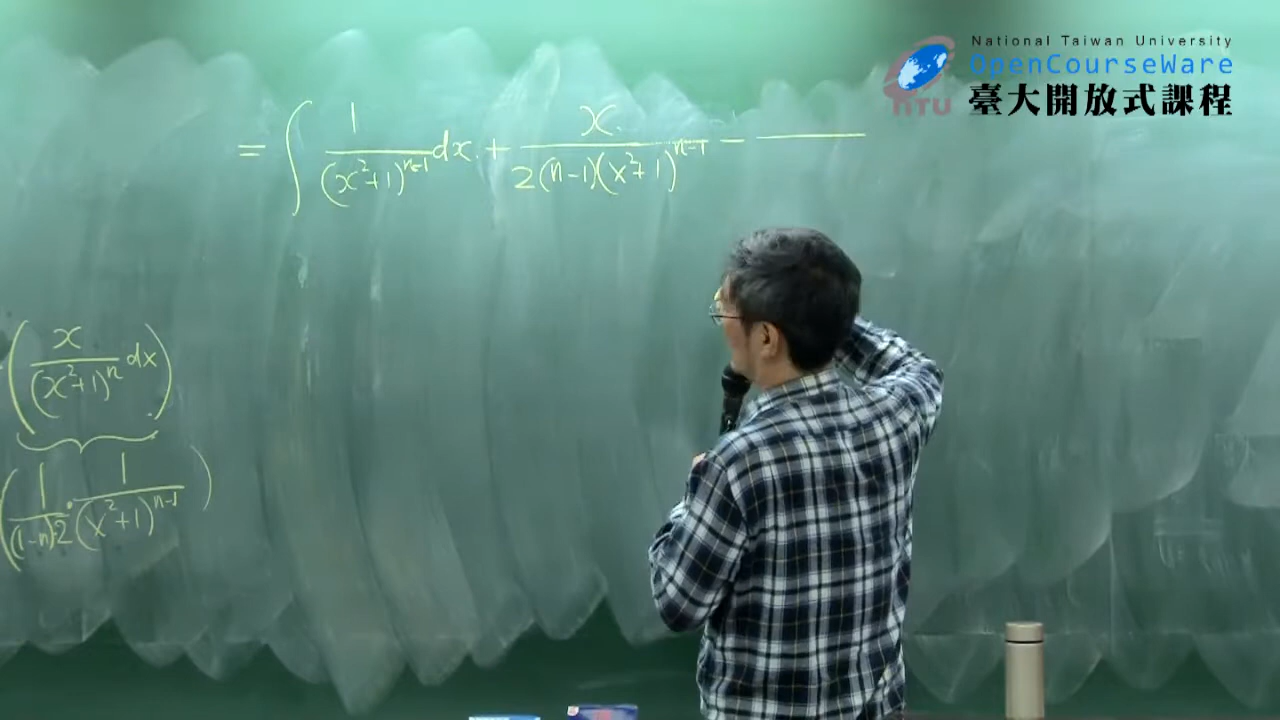 National Taiwan University
OpenCourseWare
臺大開放式課程
NTU
= ∫ 1/(x²+1)ⁿ⁻¹ dx + x/(2(n-1)(x²+1)ⁿ⁻¹) - ———
(x/(x²+1)ⁿ dx)
(1/((1-n)·2) · 1/(x²+1)ⁿ⁻¹)